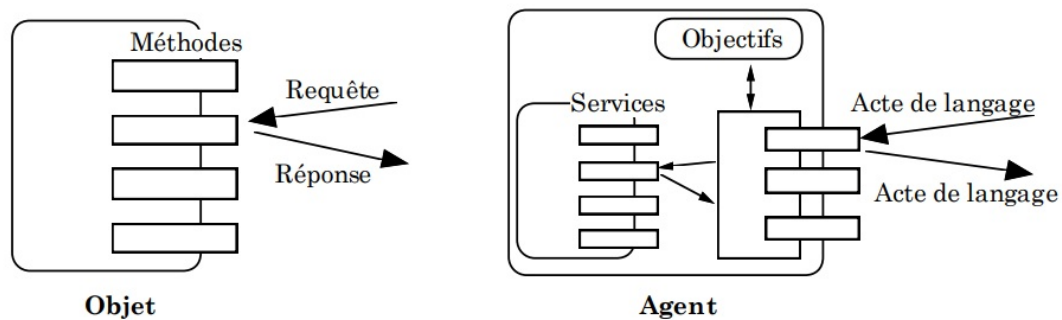 Méthodes
Requête
Réponse
Objet
Objectifs
Services
Acte de langage
Acte de langage
Agent